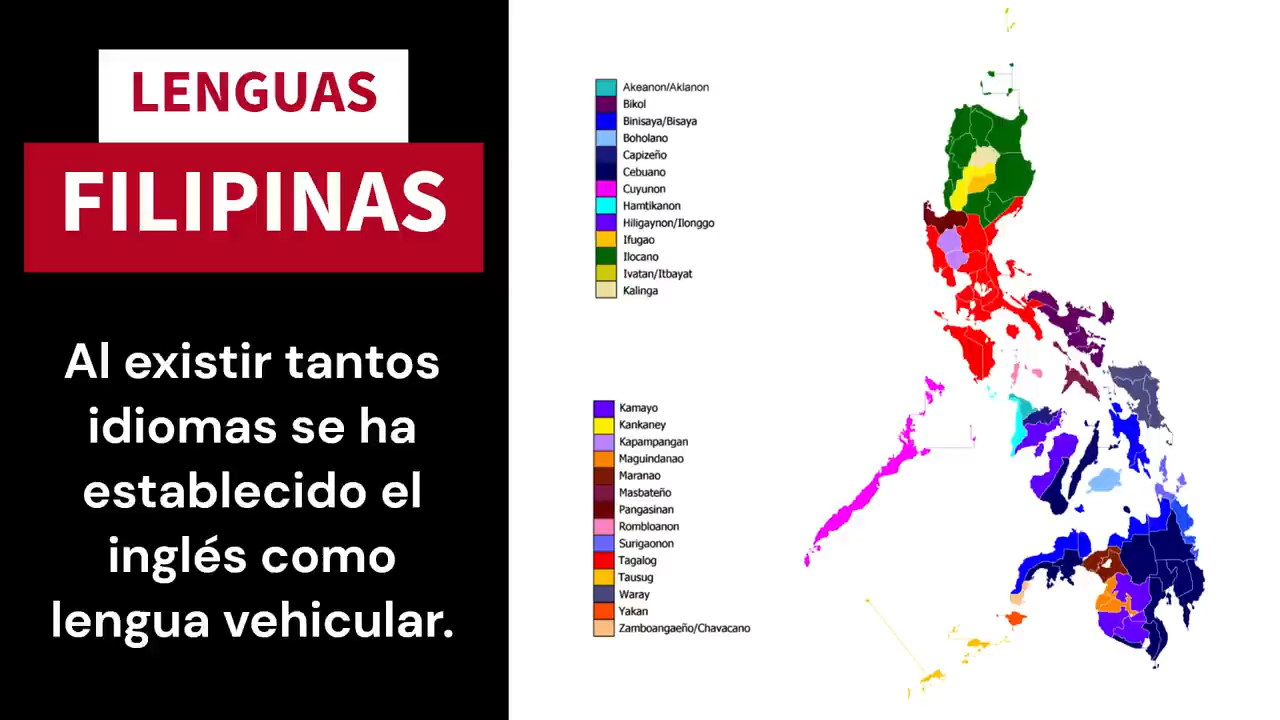 LENGUAS
FILIPINAS
Al existir tantos
idiomas se ha
establecido el
inglés como
lengua vehicular.
Akeanon/Aklanon
Bikol
Binisaya/Bisaya
Boholano
Capizeño
Cebuano
Cuyunon
Hamtikanon
Hiligaynon/Ilonggo
Ifugao
Ilocano
Ivatan/Itbayat
Kalinga
Kamayo
Kankaney
Kapampangan
Maguindanao
Maranao
Masbateño
Pangasinan
Rombloanon
Surigaonon
Tagalog
Tausug
Waray
Yakan
Zamboangaeño/Chavacano